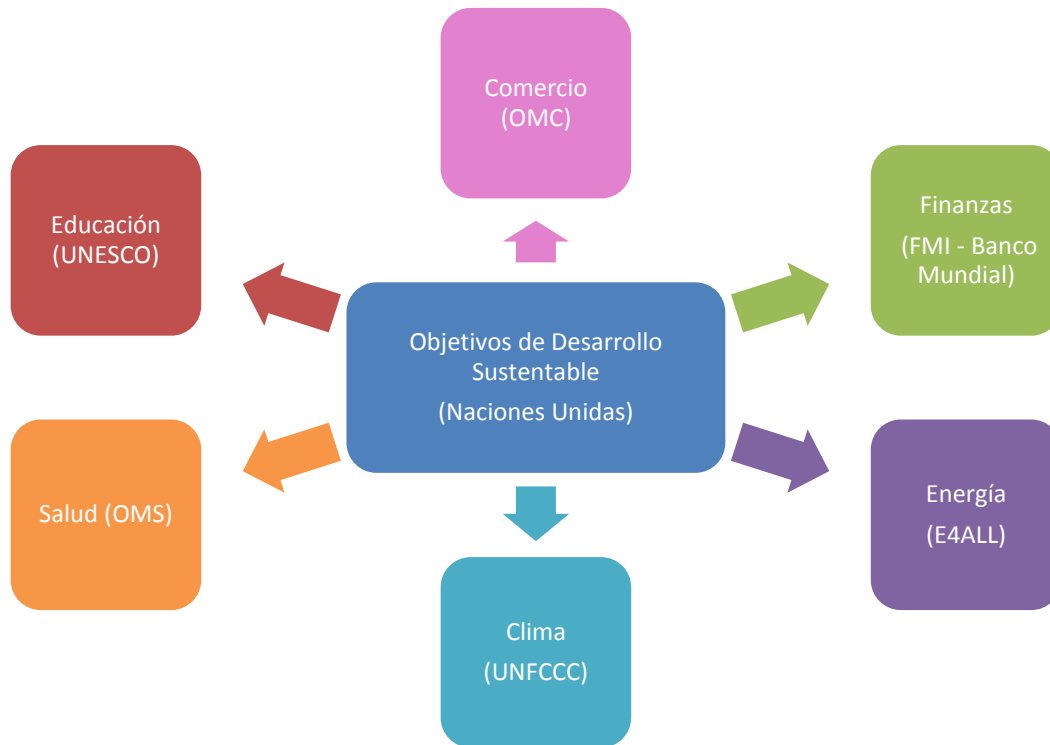 Comercio
(OMC)
Educación
(UNESCO)
Finanzas
(FMI - Banco
Mundial)
Objetivos de Desarrollo
Sustentable
(Naciones Unidas)
Salud (OMS)
Energía
(E4ALL)
Clima
(UNFCCC)